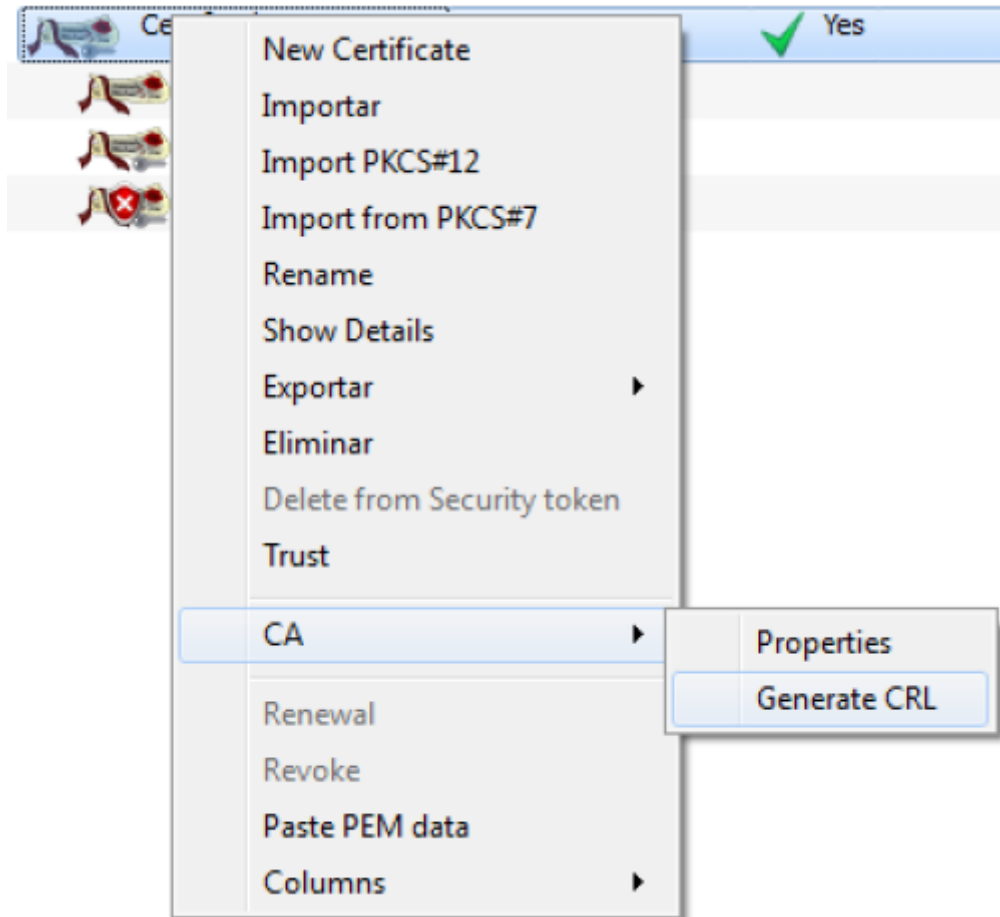 Ce
Yes
New Certificate
Importar
Import PKCS#12
Import from PKCS#7
Rename
Show Details
Exportar
Eliminar
Delete from Security token
Trust
CA
Properties
Generate CRL
Renewal
Revoke
Paste PEM data
Columns